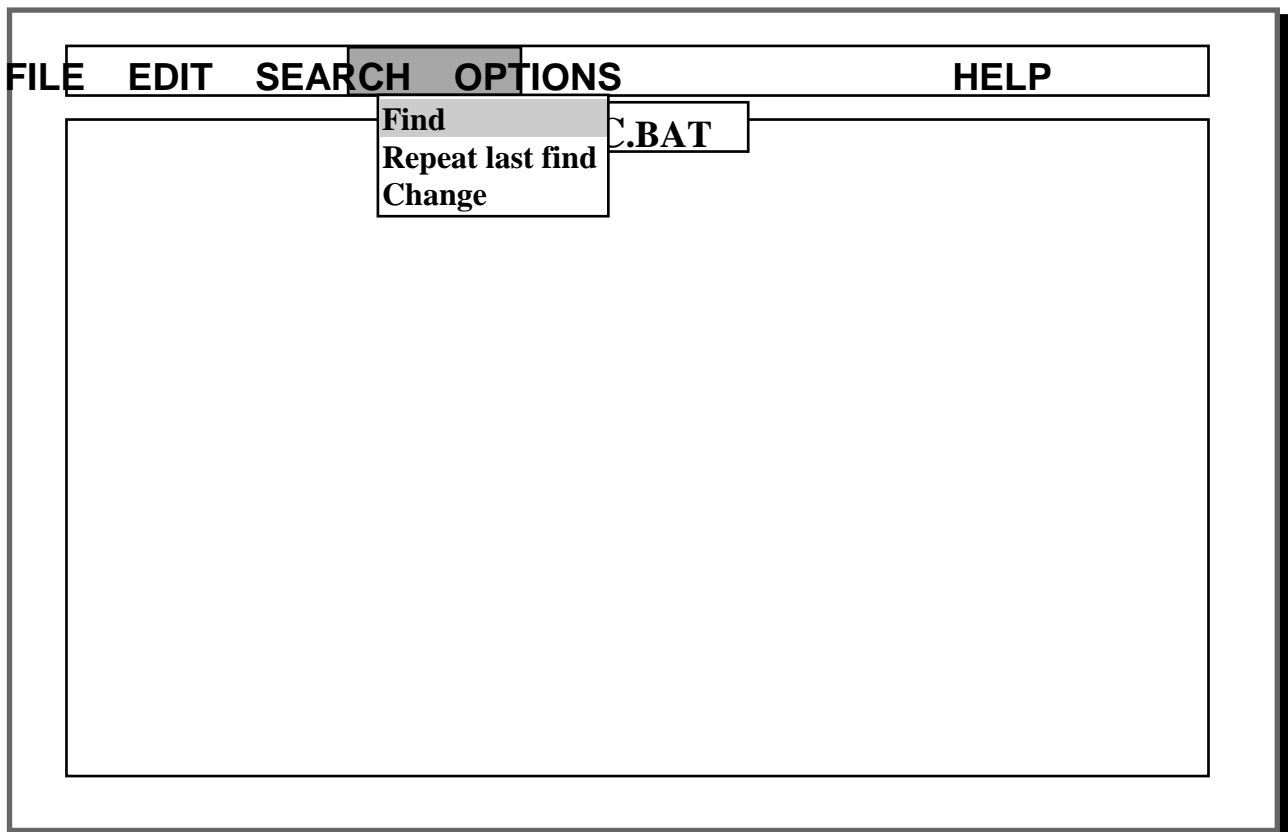 FILE EDIT SEARCH OPTIONS HELP
Find
C.BAT
Repeat last find
Change